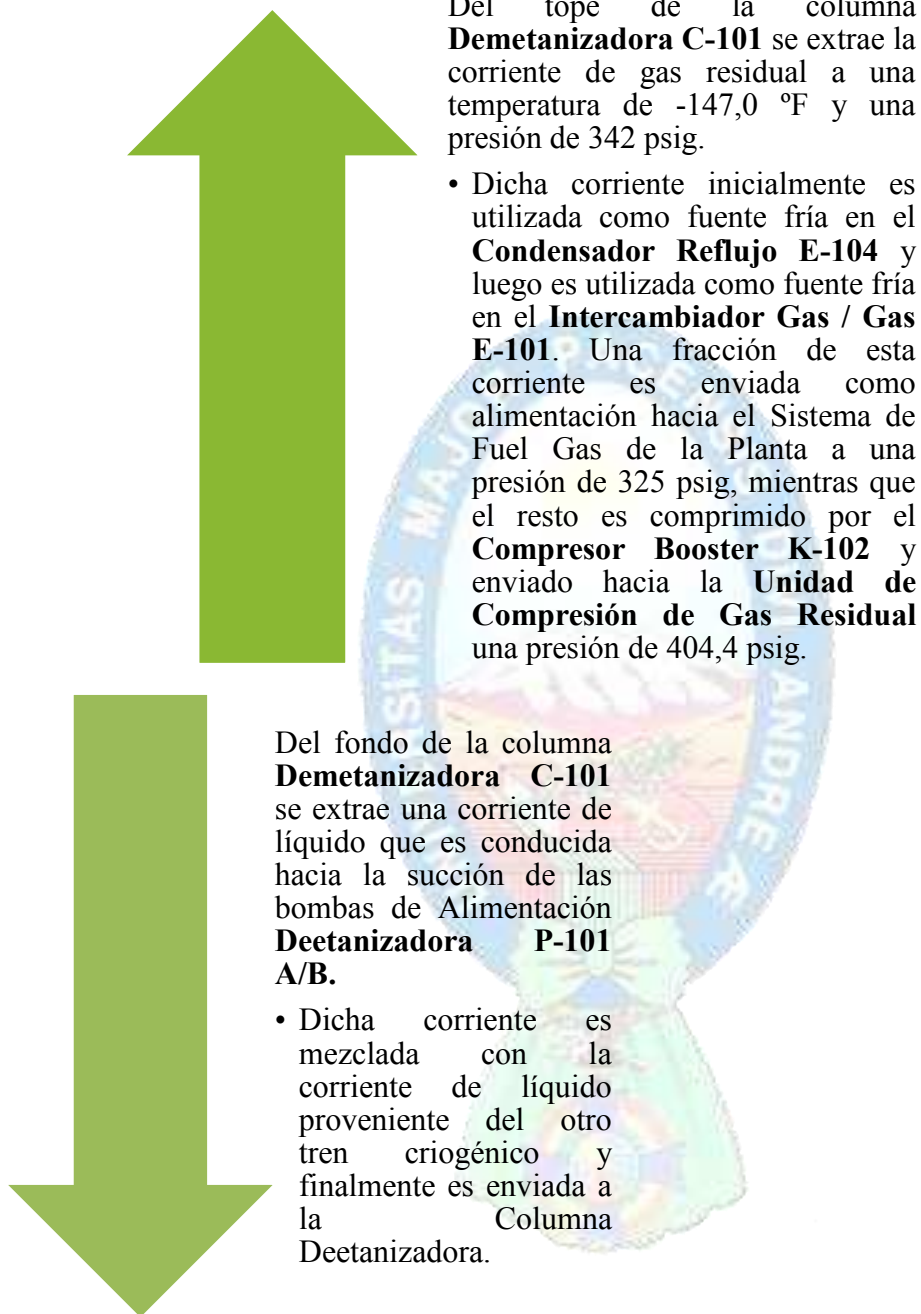 Del tope de la columna
Demetanizadora C-101 se extrae la
corriente de gas residual a una
temperatura de -147,0 ºF y una
presión de 342 psig.
• Dicha corriente inicialmente es
utilizada como fuente fría en el
Condensador Reflujo E-104 y
luego es utilizada como fuente fría
en el Intercambiador Gas / Gas
E-101. Una fracción de esta
corriente es enviada como
alimentación hacia el Sistema de
Fuel Gas de la Planta a una
presión de 325 psig, mientras que
el resto es comprimido por el
Compresor Booster K-102 y
enviado hacia la Unidad de
Compresión de Gas Residual
una presión de 404,4 psig.
Del fondo de la columna
Demetanizadora C-101
se extrae una corriente de
líquido que es conducida
hacia la succión de las
bombas de Alimentación
Deetanizadora P-101
A/B.
• Dicha corriente es
mezclada con la
corriente de líquido
proveniente del otro
tren criogénico y
finalmente es enviada a
la Columna
Deetanizadora.